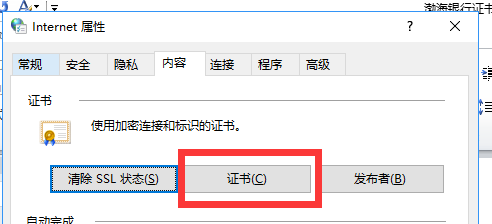 渤海银行证书
Internet 属性
常规 安全 隐私 内容 连接 程序 高级
证书
使用加密连接和标识的证书。
清除 SSL 状态(S) 证书(C) 发布者(B)
自动完成